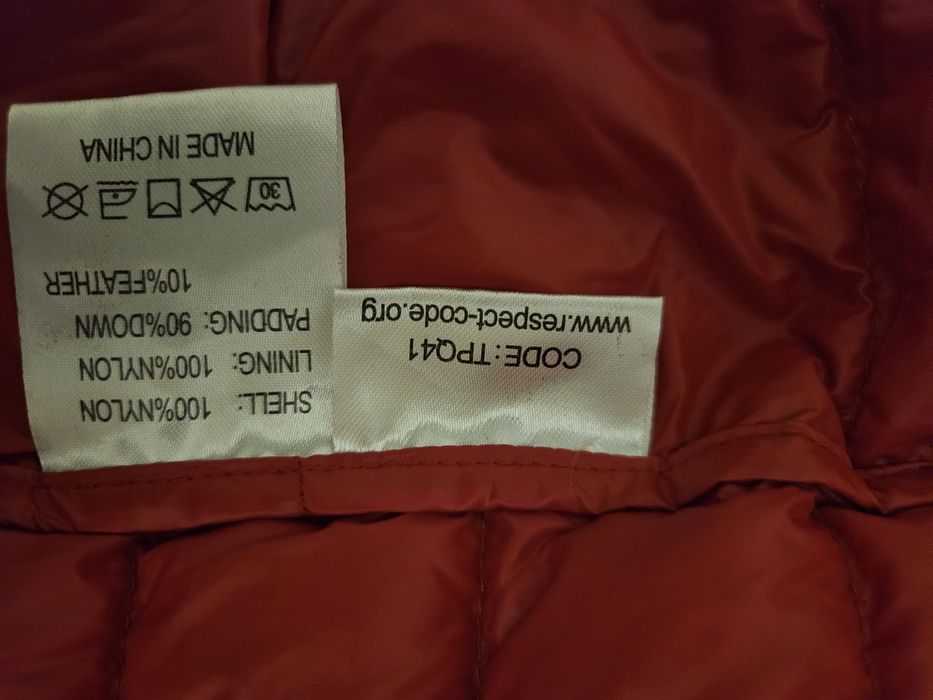 SHELL: 100%NYLON
LINING: 100%NYLON
PADDING: 90%DOWN
10%FEATHER
30
MADE IN CHINA
CODE:TPQ41
www.respect-code.org